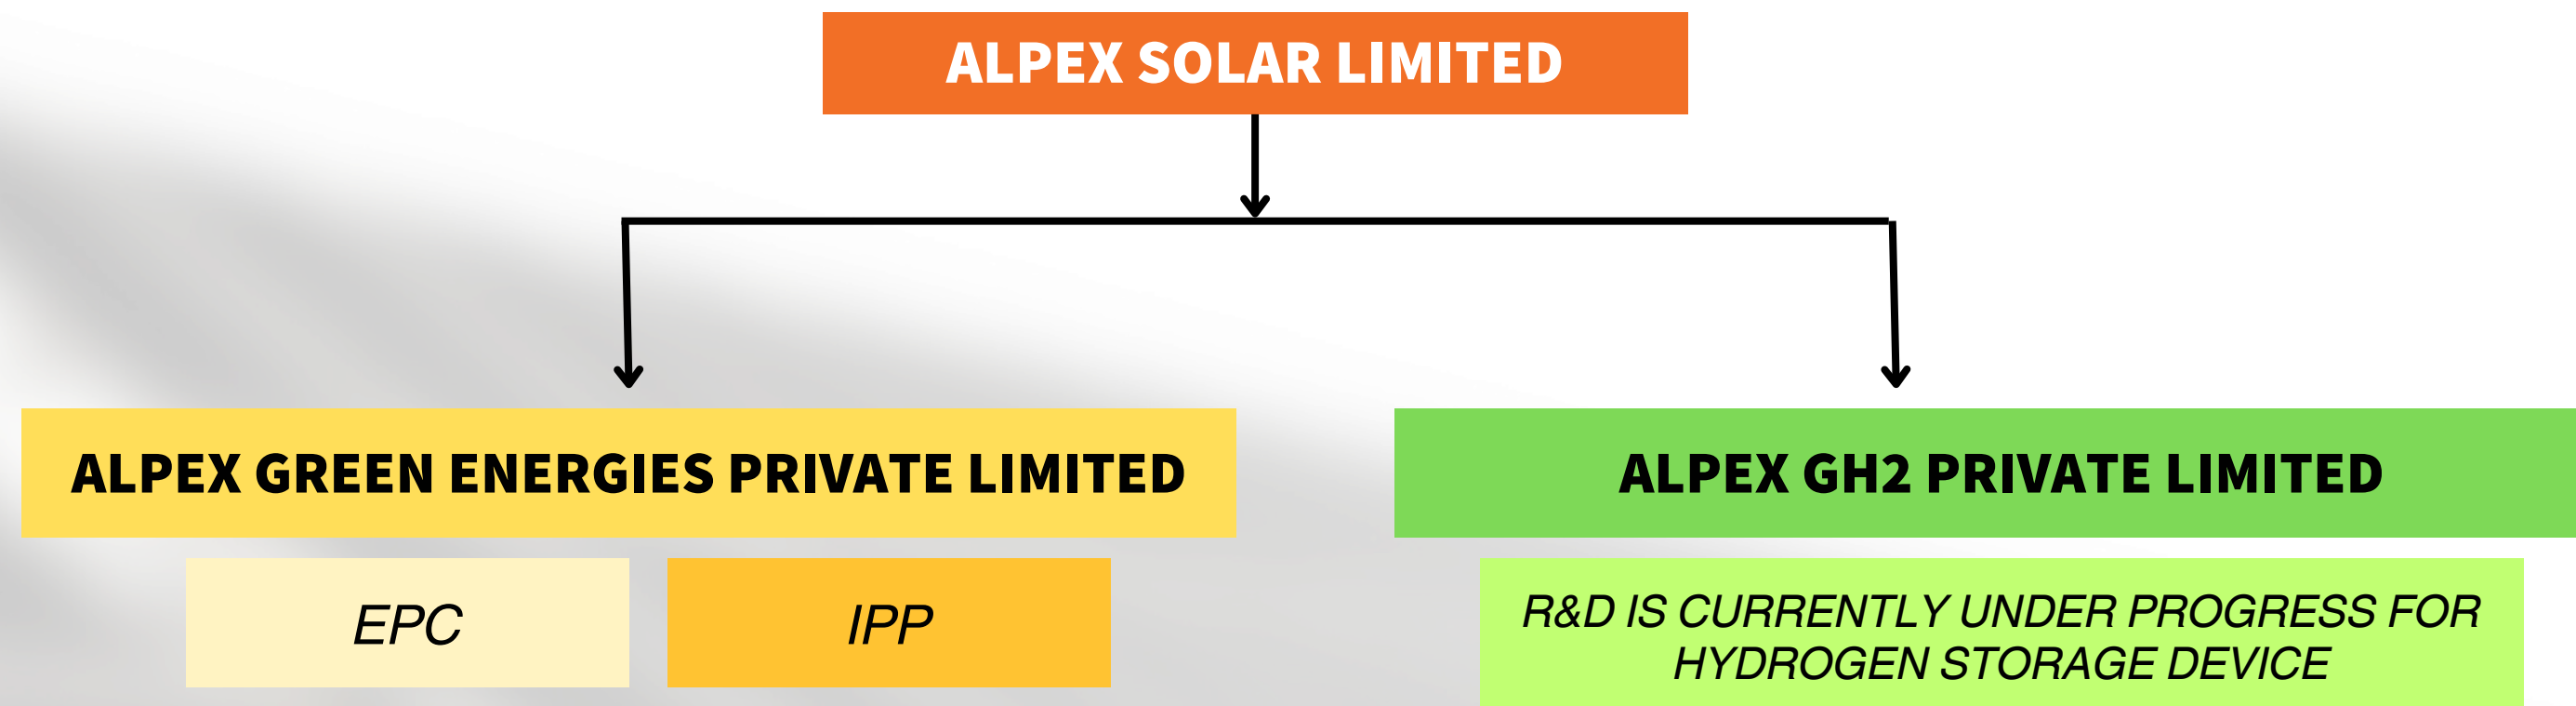 ALPEX SOLAR LIMITED
ALPEX GREEN ENERGIES PRIVATE LIMITED
ALPEX GH2 PRIVATE LIMITED
EPC
IPP
R&D IS CURRENTLY UNDER PROGRESS FOR
HYDROGEN STORAGE DEVICE